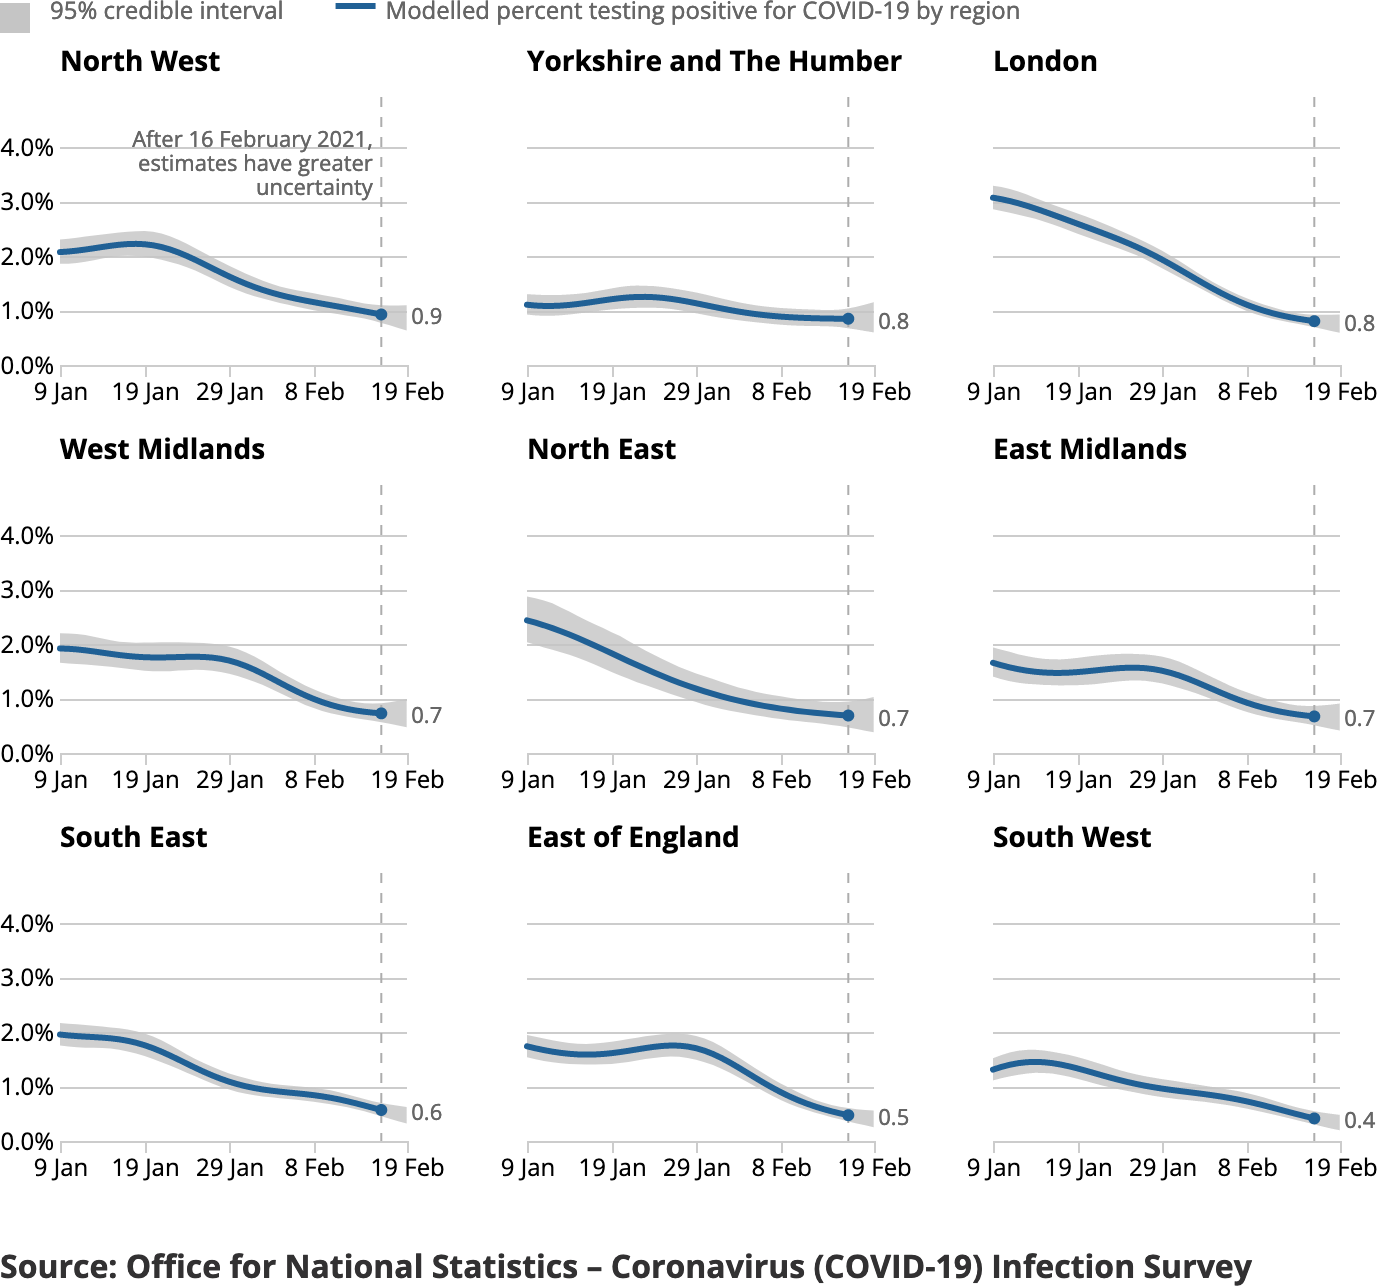 95% credible interval Modelled percent testing positive for COVID-19 by region
North West Yorkshire and The Humber London
After 16 February 2021,
estimates have greater
uncertainty
4.0%
3.0%
2.0%
1.0%
0.0%
0.9 0.8 0.8
9 Jan 19 Jan 29 Jan 8 Feb 19 Feb 9 Jan 19 Jan 29 Jan 8 Feb 19 Feb 9 Jan 19 Jan 29 Jan 8 Feb 19 Feb
West Midlands North East East Midlands
4.0%
3.0%
2.0%
1.0%
0.0%
0.7 0.7 0.7
9 Jan 19 Jan 29 Jan 8 Feb 19 Feb 9 Jan 19 Jan 29 Jan 8 Feb 19 Feb 9 Jan 19 Jan 29 Jan 8 Feb 19 Feb
South East East of England South West
4.0%
3.0%
2.0%
1.0%
0.0%
0.6 0.5 0.4
9 Jan 19 Jan 29 Jan 8 Feb 19 Feb 9 Jan 19 Jan 29 Jan 8 Feb 19 Feb 9 Jan 19 Jan 29 Jan 8 Feb 19 Feb
Source: Office for National Statistics – Coronavirus (COVID-19) Infection Survey